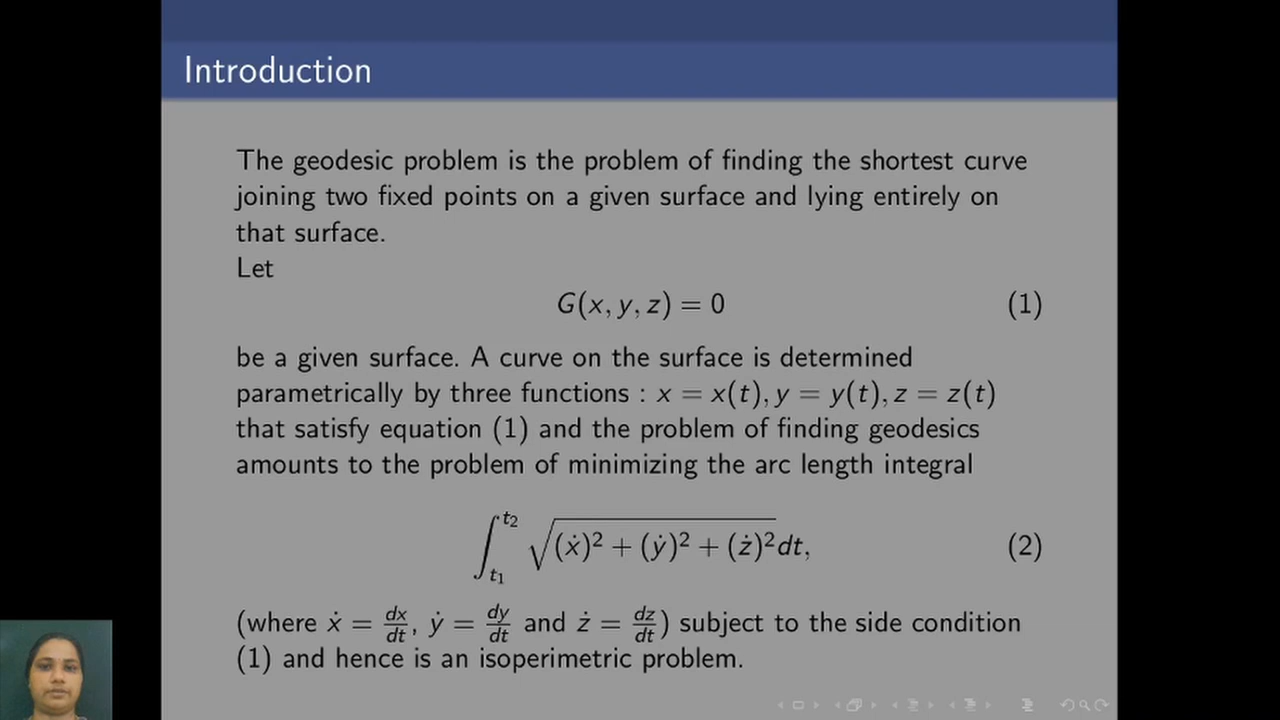 Introduction
The geodesic problem is the problem of finding the shortest curve
joining two fixed points on a given surface and lying entirely on
that surface.
Let
G(x, y, z) = 0 (1)
be a given surface. A curve on the surface is determined
parametrically by three functions : x = x(t), y = y(t), z = z(t)
that satisfy equation (1) and the problem of finding geodesics
amounts to the problem of minimizing the arc length integral
∫_{t₁}^{t₂} √((ẋ)² + (ẏ)² + (ż)²) dt, (2)
(where ẋ = dx/dt, ẏ = dy/dt and ż = dz/dt) subject to the side condition
(1) and hence is an isoperimetric problem.